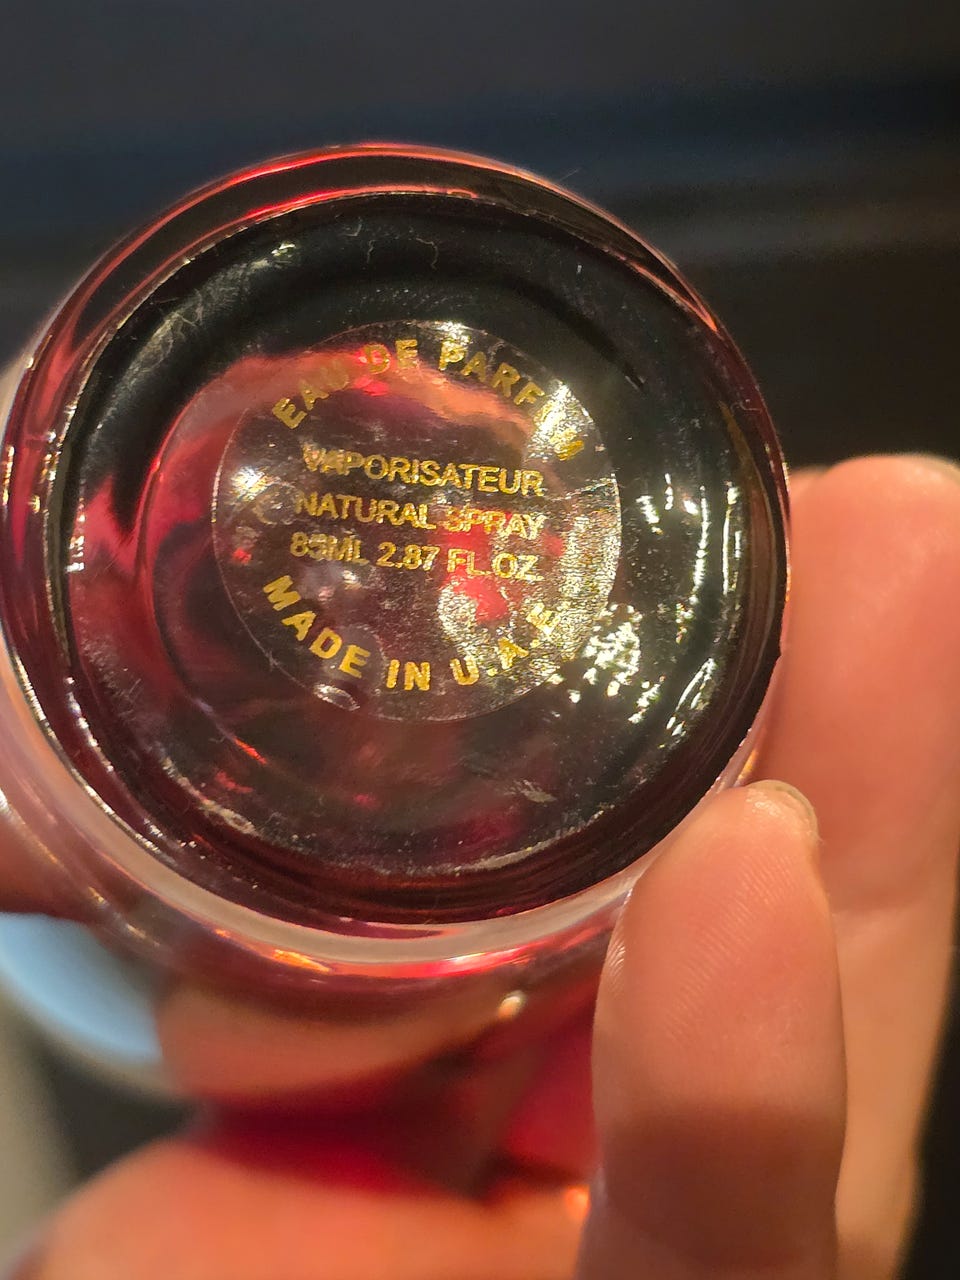 EAU DE PARFUM
VAPORISATEUR
NATURAL SPRAY
85ML 2.87 FL.OZ.
MADE IN U.A.E